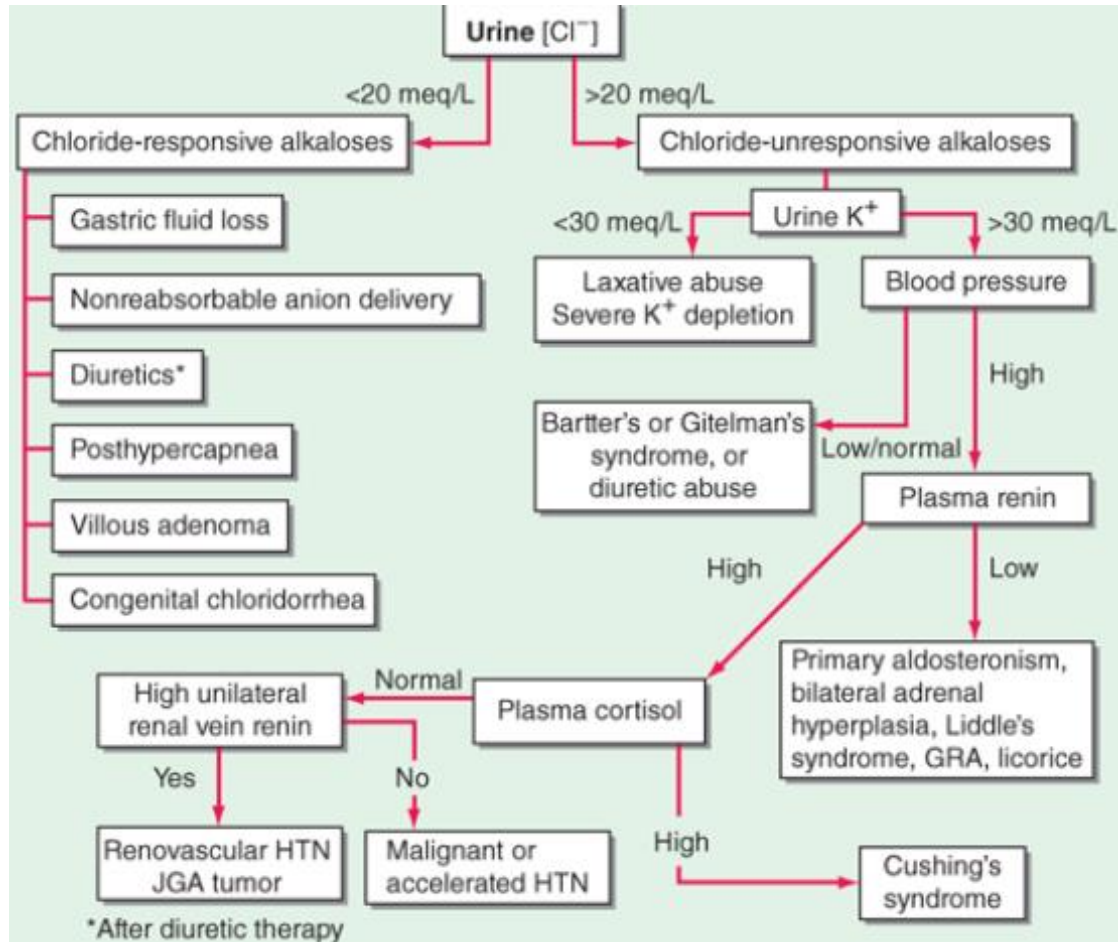 Urine [Cl⁻]
<20 meq/L
>20 meq/L
Chloride-responsive alkaloses
Chloride-unresponsive alkaloses
Gastric fluid loss
Nonreabsorbable anion delivery
Diuretics*
Posthypercapnea
Villous adenoma
Congenital chloridorrhea
Urine K⁺
<30 meq/L
>30 meq/L
Laxative abuse
Severe K⁺ depletion
Blood pressure
High
Low/normal
Bartter's or Gitelman's
syndrome, or
diuretic abuse
Plasma renin
High
Low
Primary aldosteronism,
bilateral adrenal
hyperplasia, Liddle's
syndrome, GRA, licorice
Plasma cortisol
Normal
High
High unilateral
renal vein renin
Yes
No
Renovascular HTN
JGA tumor
Malignant or
accelerated HTN
Cushing's
syndrome
*After diuretic therapy